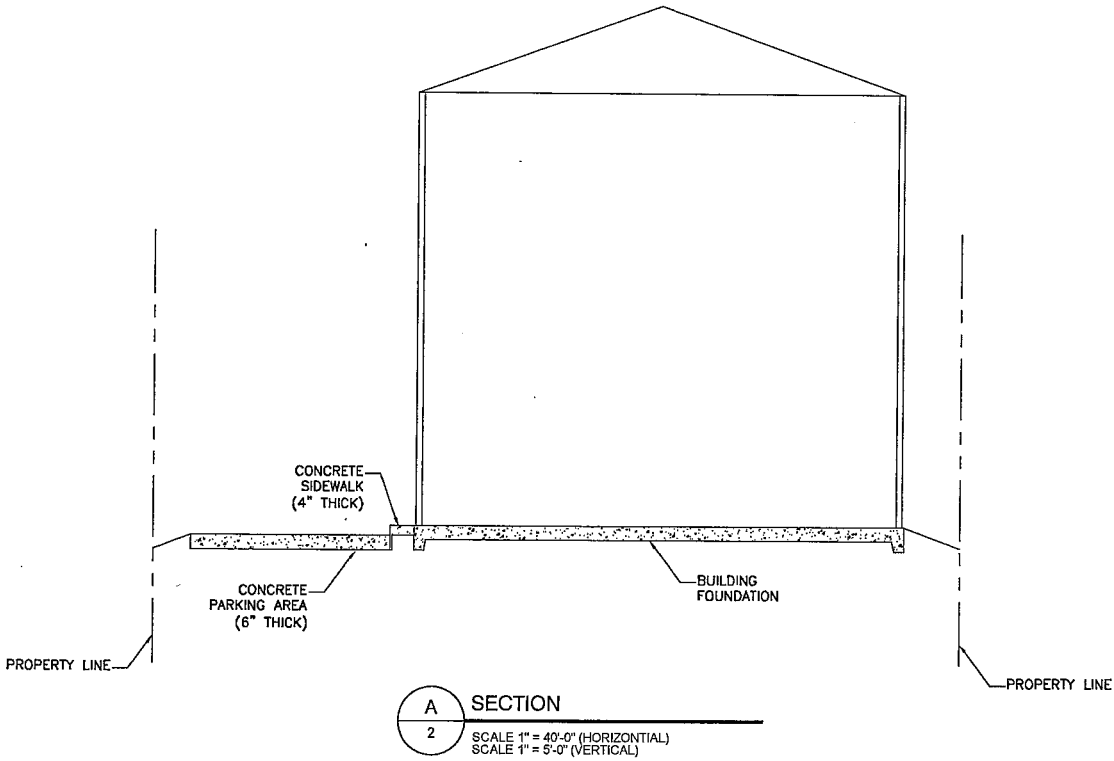 CONCRETE
SIDEWALK
(4" THICK)
CONCRETE
PARKING AREA
(6" THICK)
BUILDING
FOUNDATION
PROPERTY LINE
PROPERTY LINE
A
2
SECTION
SCALE 1" = 40'-0" (HORIZONTIAL)
SCALE 1" = 5'-0" (VERTICAL)